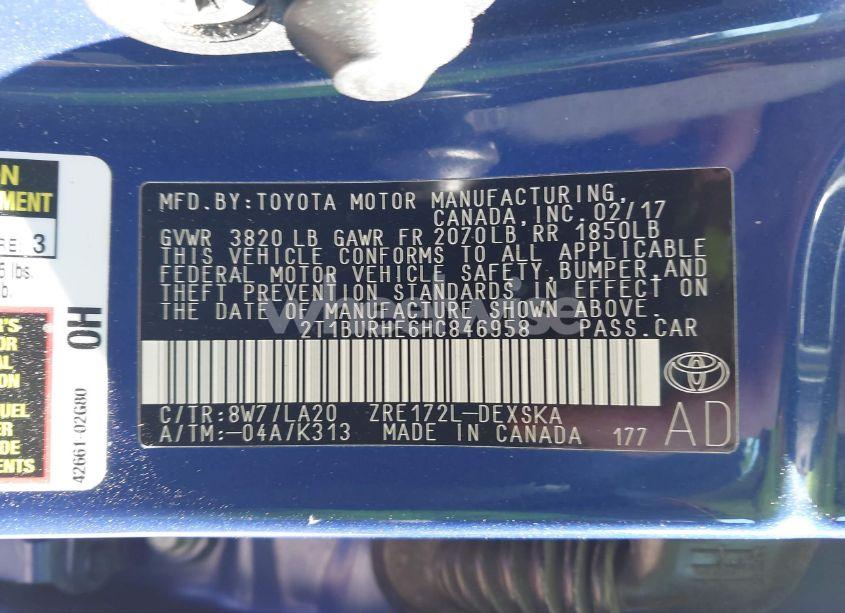 MFD.BY:TOYOTA MOTOR MANUFACTURING,
CANADA,INC. 02/17
GVWR 3820 LB GAWR FR 2070LB RR 1850LB
THIS VEHICLE CONFORMS TO ALL APPLICABLE
FEDERAL MOTOR VEHICLE SAFETY,BUMPER,AND
THEFT PREVENTION STANDARDS IN EFFECT ON
THE DATE OF MANUFACTURE SHOWN ABOVE.
2T1BURHE6HC846958 PASS.CAR
C/TR:8W7/LA20 ZRE172L-DEXSKA
A/TM:-04A/K313 MADE IN CANADA 177
AD
3
lbs.
0H
42661-02G80